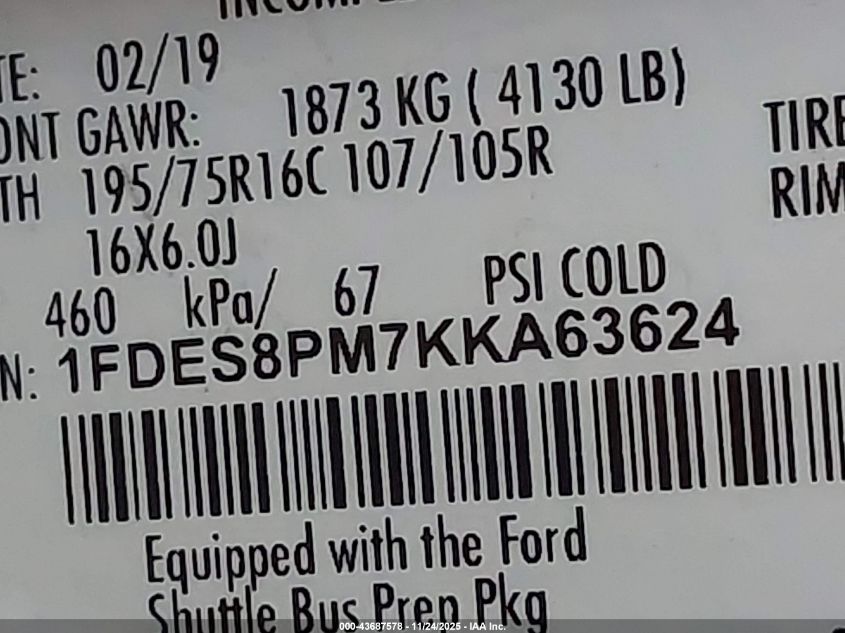 INCOMPLE
TE: 02/19
ONT GAWR: 1873 KG ( 4130 LB)
TH 195/75R16C 107/105R
TIRE
16X6.0J
RIM
460 kPa/ 67 PSI COLD
N: 1FDES8PM7KKA63624
Equipped with the Ford
Shuttle Bus Prep Pkg
000-43687578 - 11/24/2025 - IAA Inc.